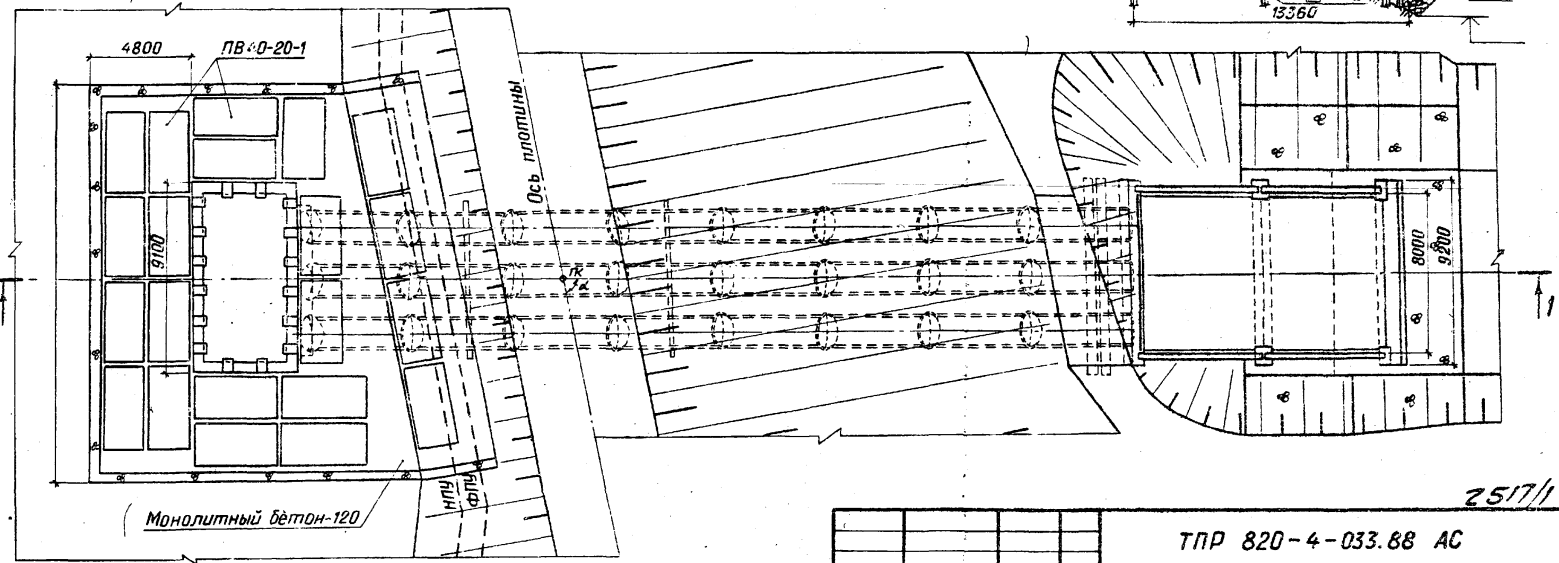 13360
4800
ПВ40-20-1
Ось плотины
9100
ПК
α
8000
9200
1
НПУ
ФПУ
Монолитный бетон-120
2517/1
ТПР 820-4-033.88 АС